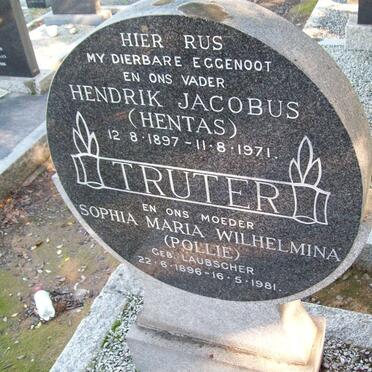 HIER RUS
MY DIERBARE EGGENOOT
EN ONS VADER
HENDRIK JACOBUS
(HENTAS)
12·8·1897-11·8·1971.
TRUTER
EN ONS MOEDER
SOPHIA MARIA WILHELMINA
(POLLIE)
GEB. LAUBSCHER
22·6·1896-16·5·1981.